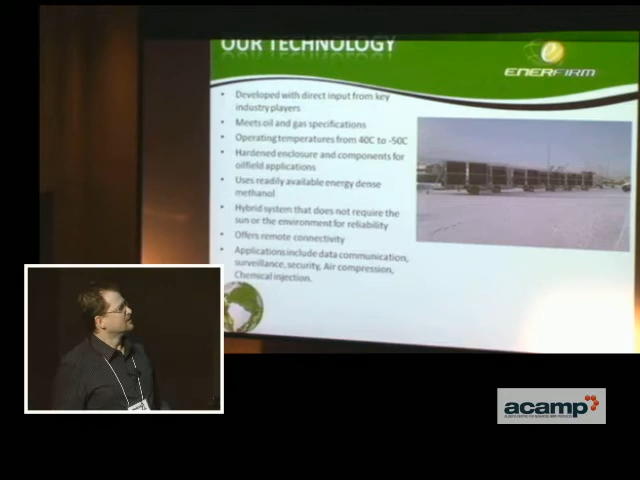 OUR TECHNOLOGY
ENERFIRM
• Developed with direct input from key
industry players
• Meets oil and gas specifications
• Operating temperatures from 40C to -50C
• Hardened enclosure and components for
oilfield applications
• Uses readily available energy dense
methanol
• Hybrid system that does not require the
sun or the environment for reliability
• Offers remote connectivity
• Applications include data communication,
surveillance, security, Air compression,
Chemical injection.
acamp